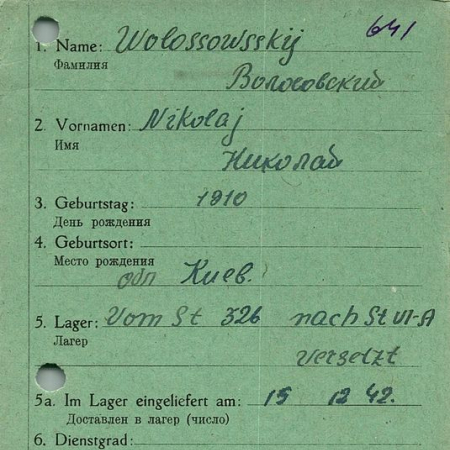 641
1. Name: Wolossowsskij
Фамилия
Волосовский
2. Vornamen: Nikolaj
Имя
Николай
3. Geburtstag: 1910
День рождения
4. Geburtsort:
Место рождения
обл Киев.
5. Lager: Vom St 326 nach St VI-A
Лагерь
versetzt
5a. Im Lager eingeliefert am: 15 12 42.
Доставлен в лагерь (число)
6. Dienstgrad: